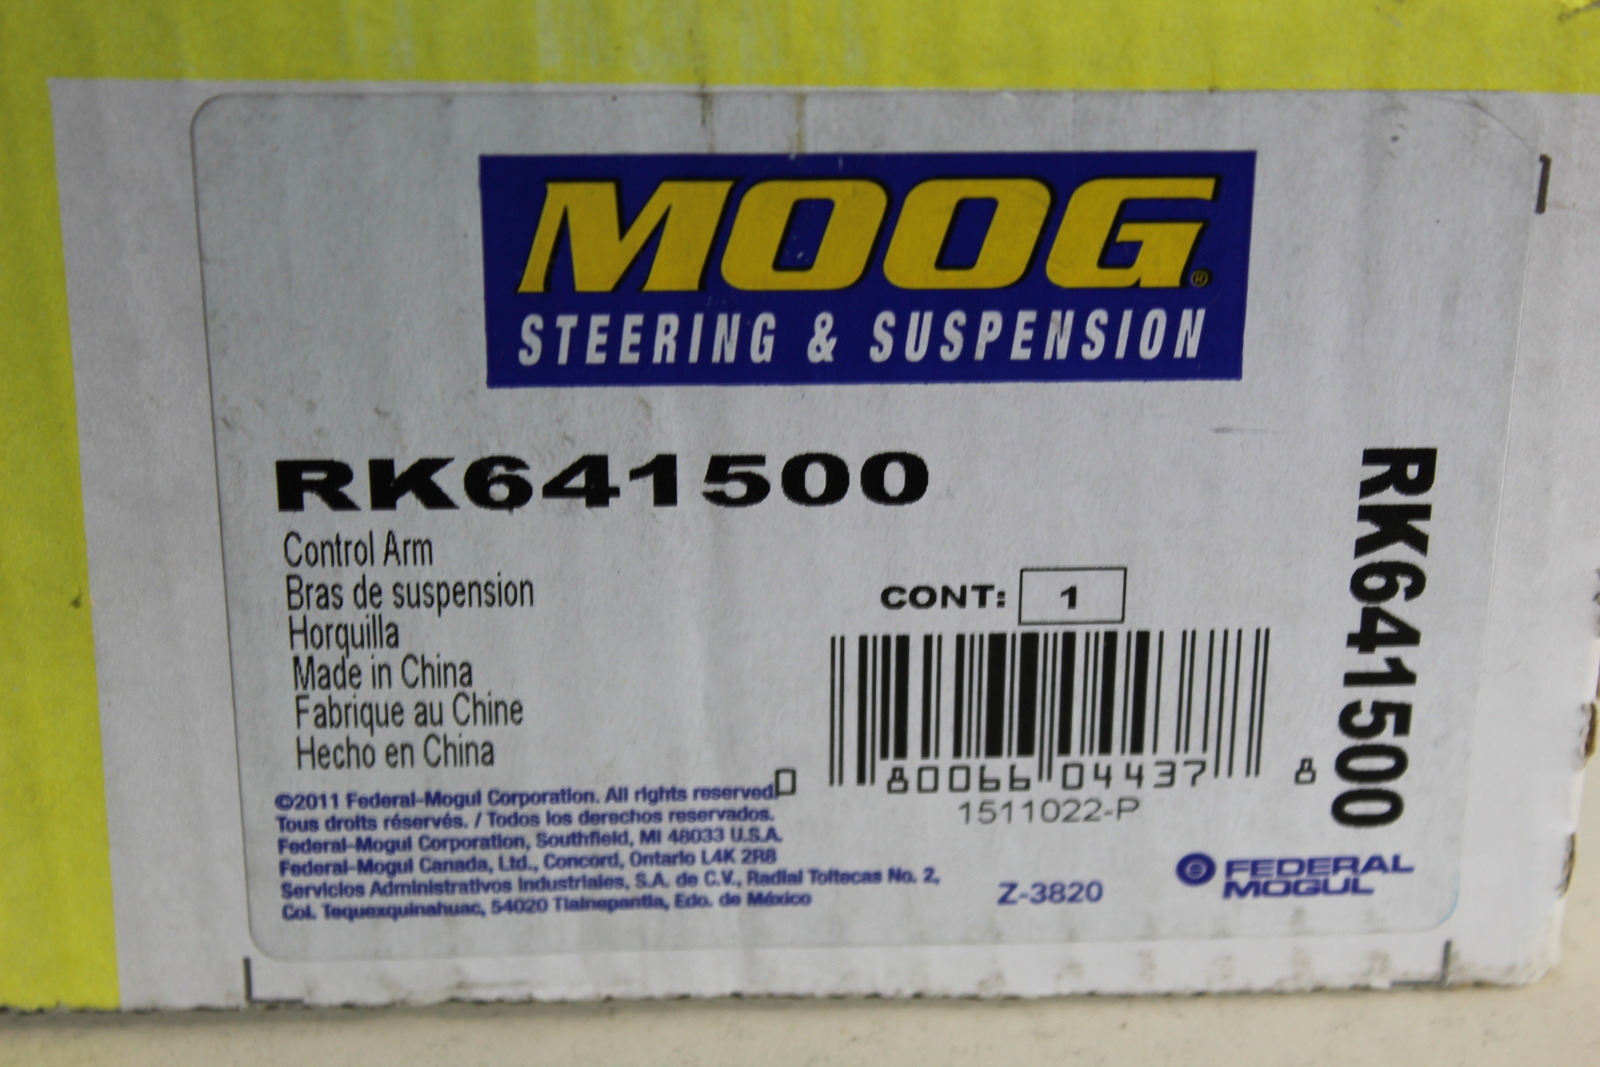 MOOG®
STEERING & SUSPENSION
RK641500
Control Arm
Bras de suspension
Horquilla
Made in China
Fabrique au Chine
Hecho en China
CONT: 1
0 80066 04437 8
1511022-P
©2011 Federal-Mogul Corporation. All rights reserved.
Tous droits réservés. / Todos los derechos reservados.
Federal-Mogul Corporation, Southfield, MI 48033 U.S.A.
Federal-Mogul Canada, Ltd., Concord, Ontario L4K 2R8
Servicios Administrativos Industriales, S.A. de C.V., Radial Toltecas No. 2,
Col. Tequexquinahuac, 54020 Tlalnepantla, Edo. de México
Z-3820
FEDERAL
MOGUL
RK641500